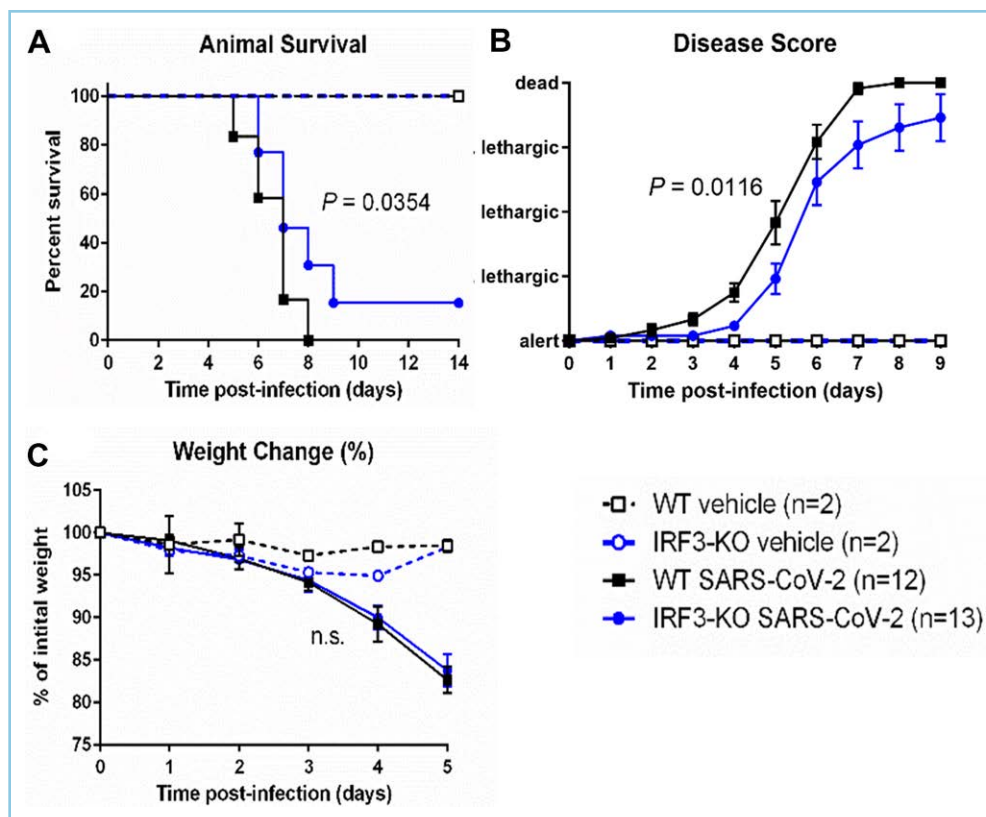 A
Animal Survival
Percent survival
100
80
60
40
20
0
P = 0.0354
0 2 4 6 8 10 12 14
Time post-infection (days)
B
Disease Score
dead
lethargic
lethargic
lethargic
alert
P = 0.0116
0 1 2 3 4 5 6 7 8 9
Time post-infection (days)
C
Weight Change (%)
% of intital weight
105
100
95
90
85
80
75
n.s.
0 1 2 3 4 5
Time post-infection (days)
WT vehicle (n=2)
IRF3-KO vehicle (n=2)
WT SARS-CoV-2 (n=12)
IRF3-KO SARS-CoV-2 (n=13)